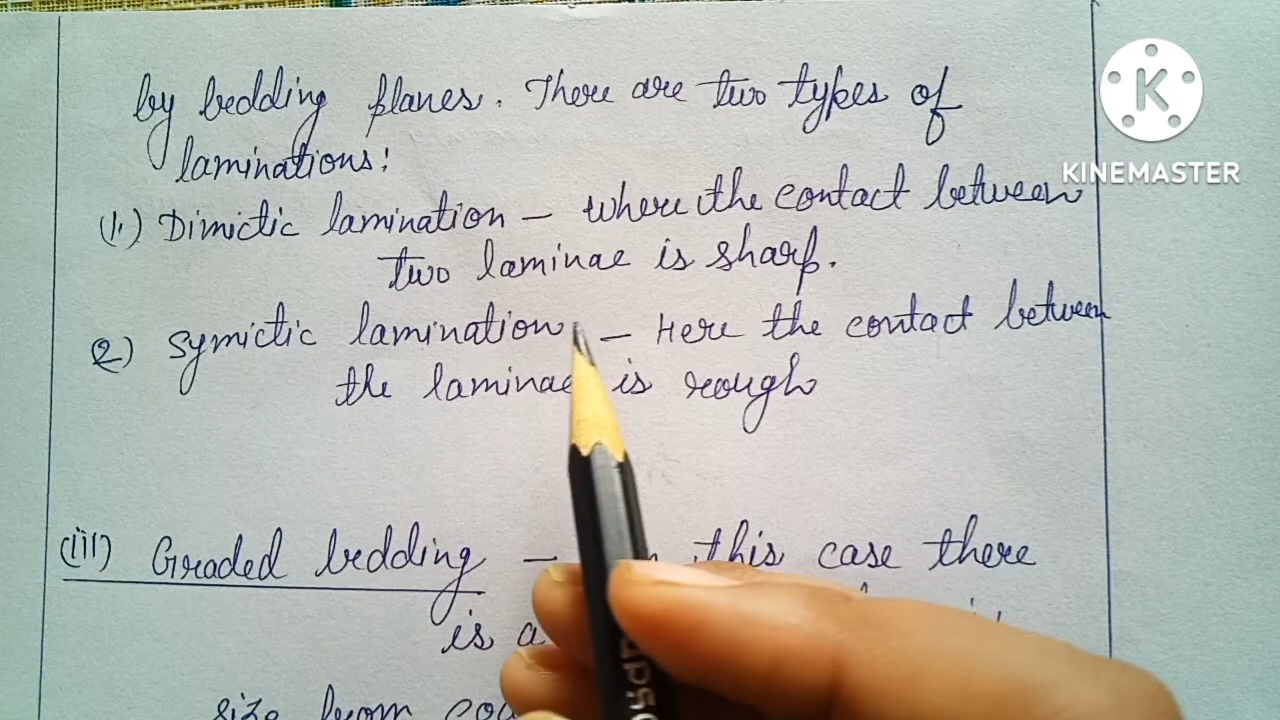 by bedding planes. There are two types of
laminations:
(1.) Dimictic lamination – where the contact between
two laminae is sharp.
2) Symictic lamination – Here the contact between
the laminae is rough
(iii) Graded bedding – this case there
is a
size from
K
KINEMASTER